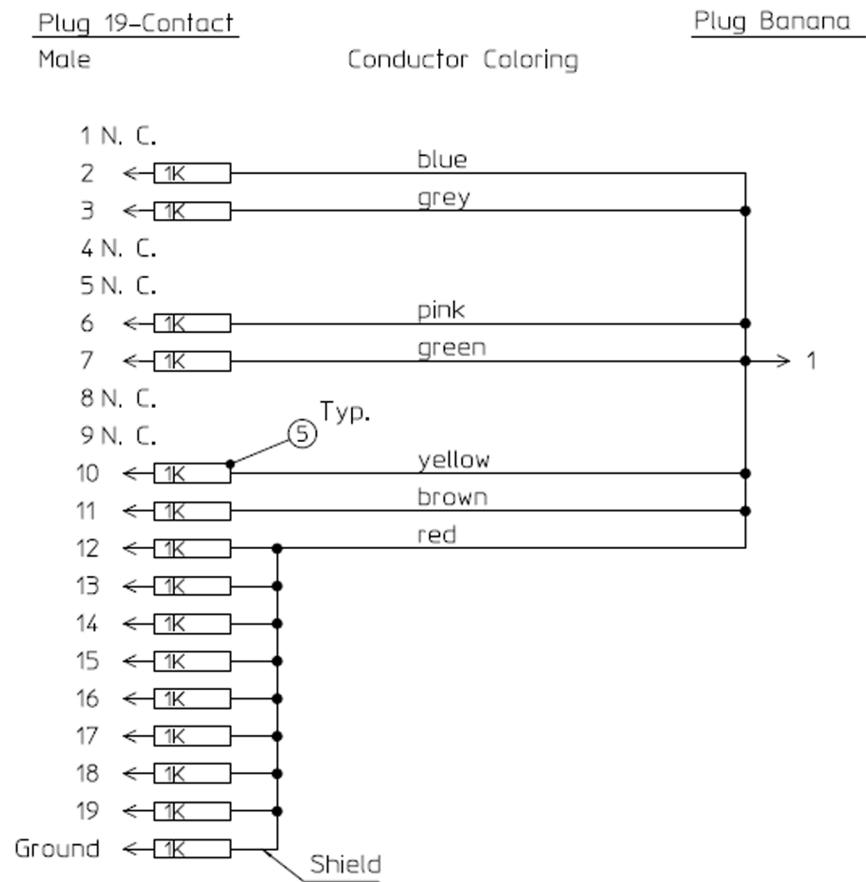 Plug 19-Contact Plug Banana
Male Conductor Coloring
1 N. C.
2 1K blue
3 1K grey
4 N. C.
5 N. C.
6 1K pink
7 1K green 1
8 N. C.
Typ.
9 N. C. 5
10 1K yellow
11 1K brown
12 1K red
13 1K
14 1K
15 1K
16 1K
17 1K
18 1K
19 1K
Ground 1K
Shield